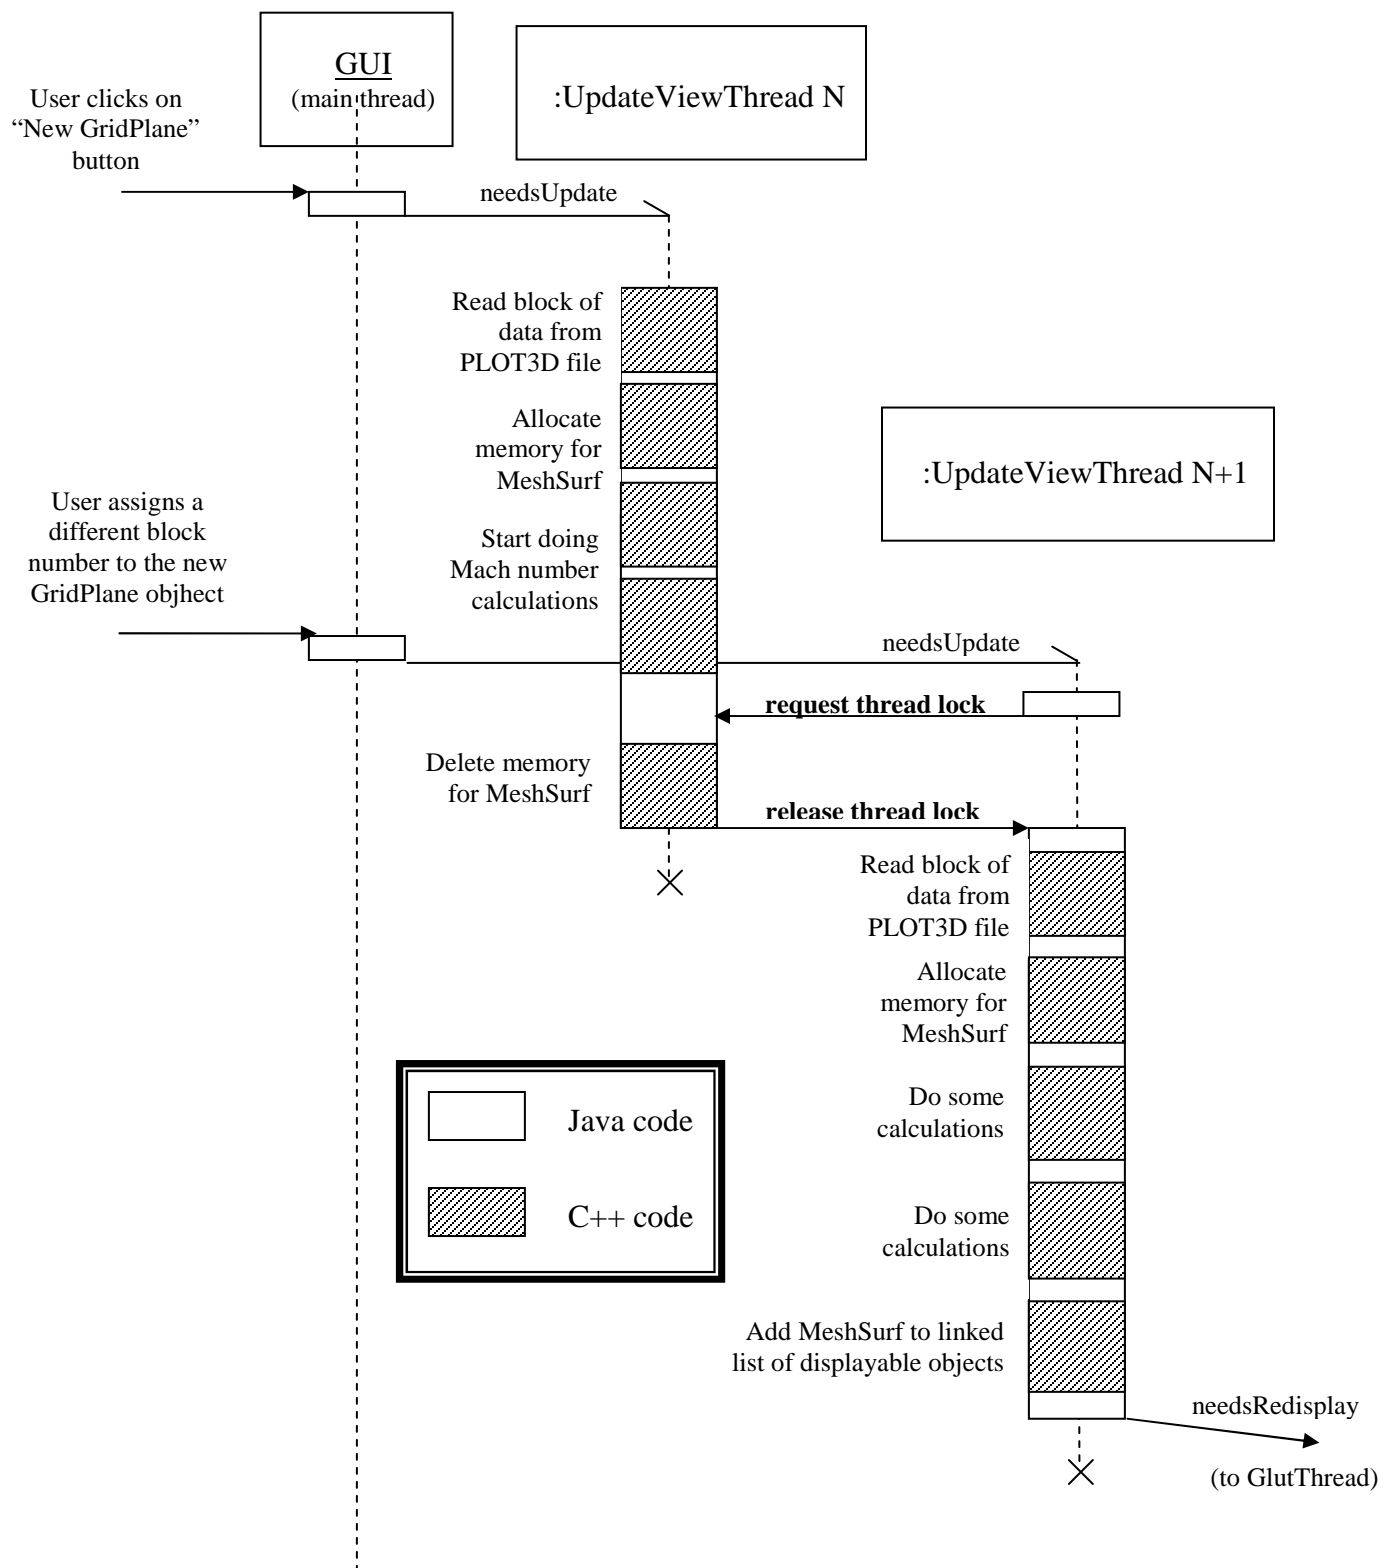 GUI
(main thread)
:UpdateViewThread N
User clicks on
“New GridPlane”
button
needsUpdate
Read block of
data from
PLOT3D file
Allocate
memory for
MeshSurf
:UpdateViewThread N+1
User assigns a
different block
number to the new
GridPlane objhect
Start doing
Mach number
calculations
needsUpdate
request thread lock
Delete memory
for MeshSurf
release thread lock
Read block of
data from
PLOT3D file
Allocate
memory for
MeshSurf
Java code
C++ code
Do some
calculations
Do some
calculations
Add MeshSurf to linked
list of displayable objects
needsRedisplay
(to GlutThread)